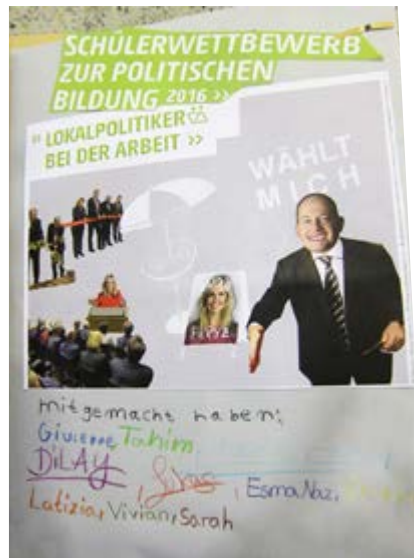 SCHÜLERWETTBEWERB
ZUR POLITISCHEN
BILDUNG 2016 >>
" LOKALPOLITIKER
BEI DER ARBEIT >>
WÄHLT
MICH
mitgemacht haben;
Giuseppe, Tahim,
DiLAY, , Esma Naz,
Latizia, Vivian, Sarah